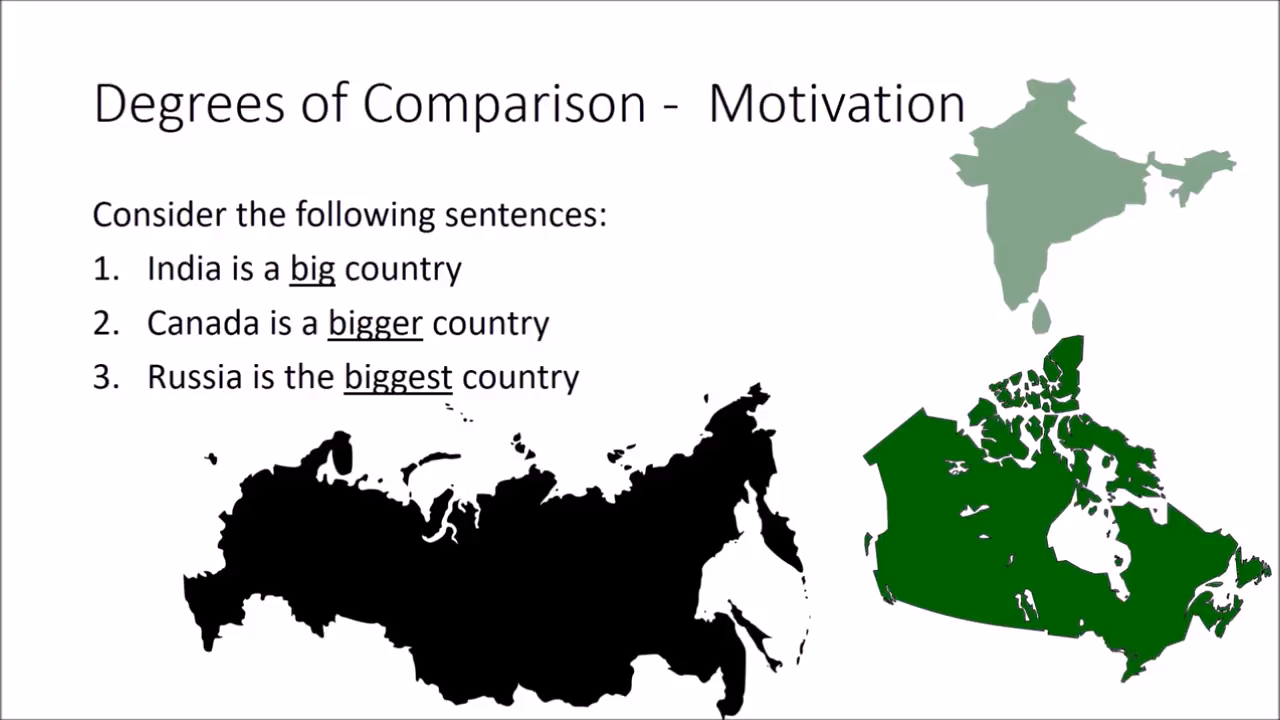 Degrees of Comparison - Motivation
Consider the following sentences:
1. India is a big country
2. Canada is a bigger country
3. Russia is the biggest country